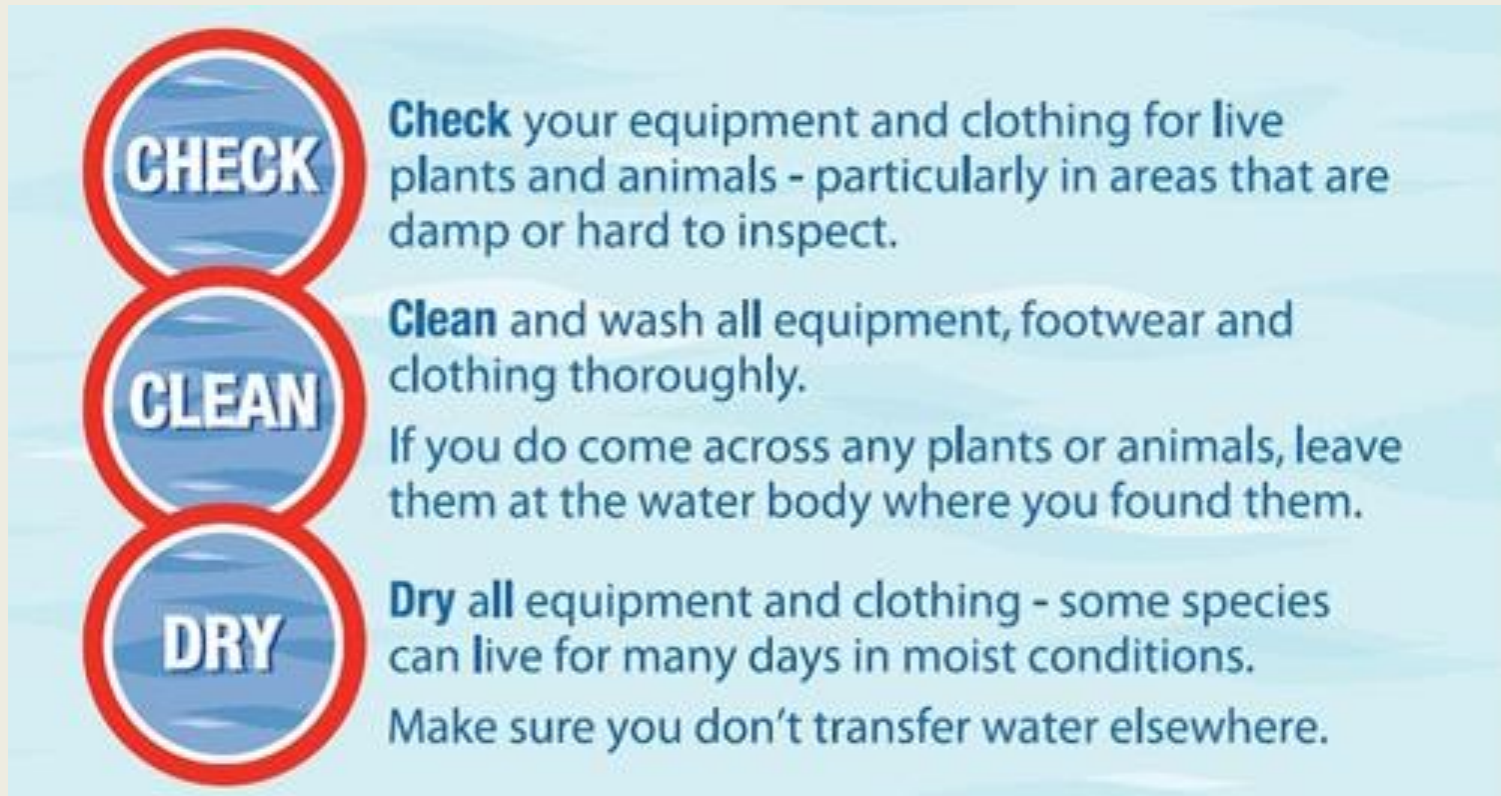 CHECK
Check your equipment and clothing for live
plants and animals - particularly in areas that are
damp or hard to inspect.
CLEAN
Clean and wash all equipment, footwear and
clothing thoroughly.
If you do come across any plants or animals, leave
them at the water body where you found them.
DRY
Dry all equipment and clothing - some species
can live for many days in moist conditions.
Make sure you don't transfer water elsewhere.